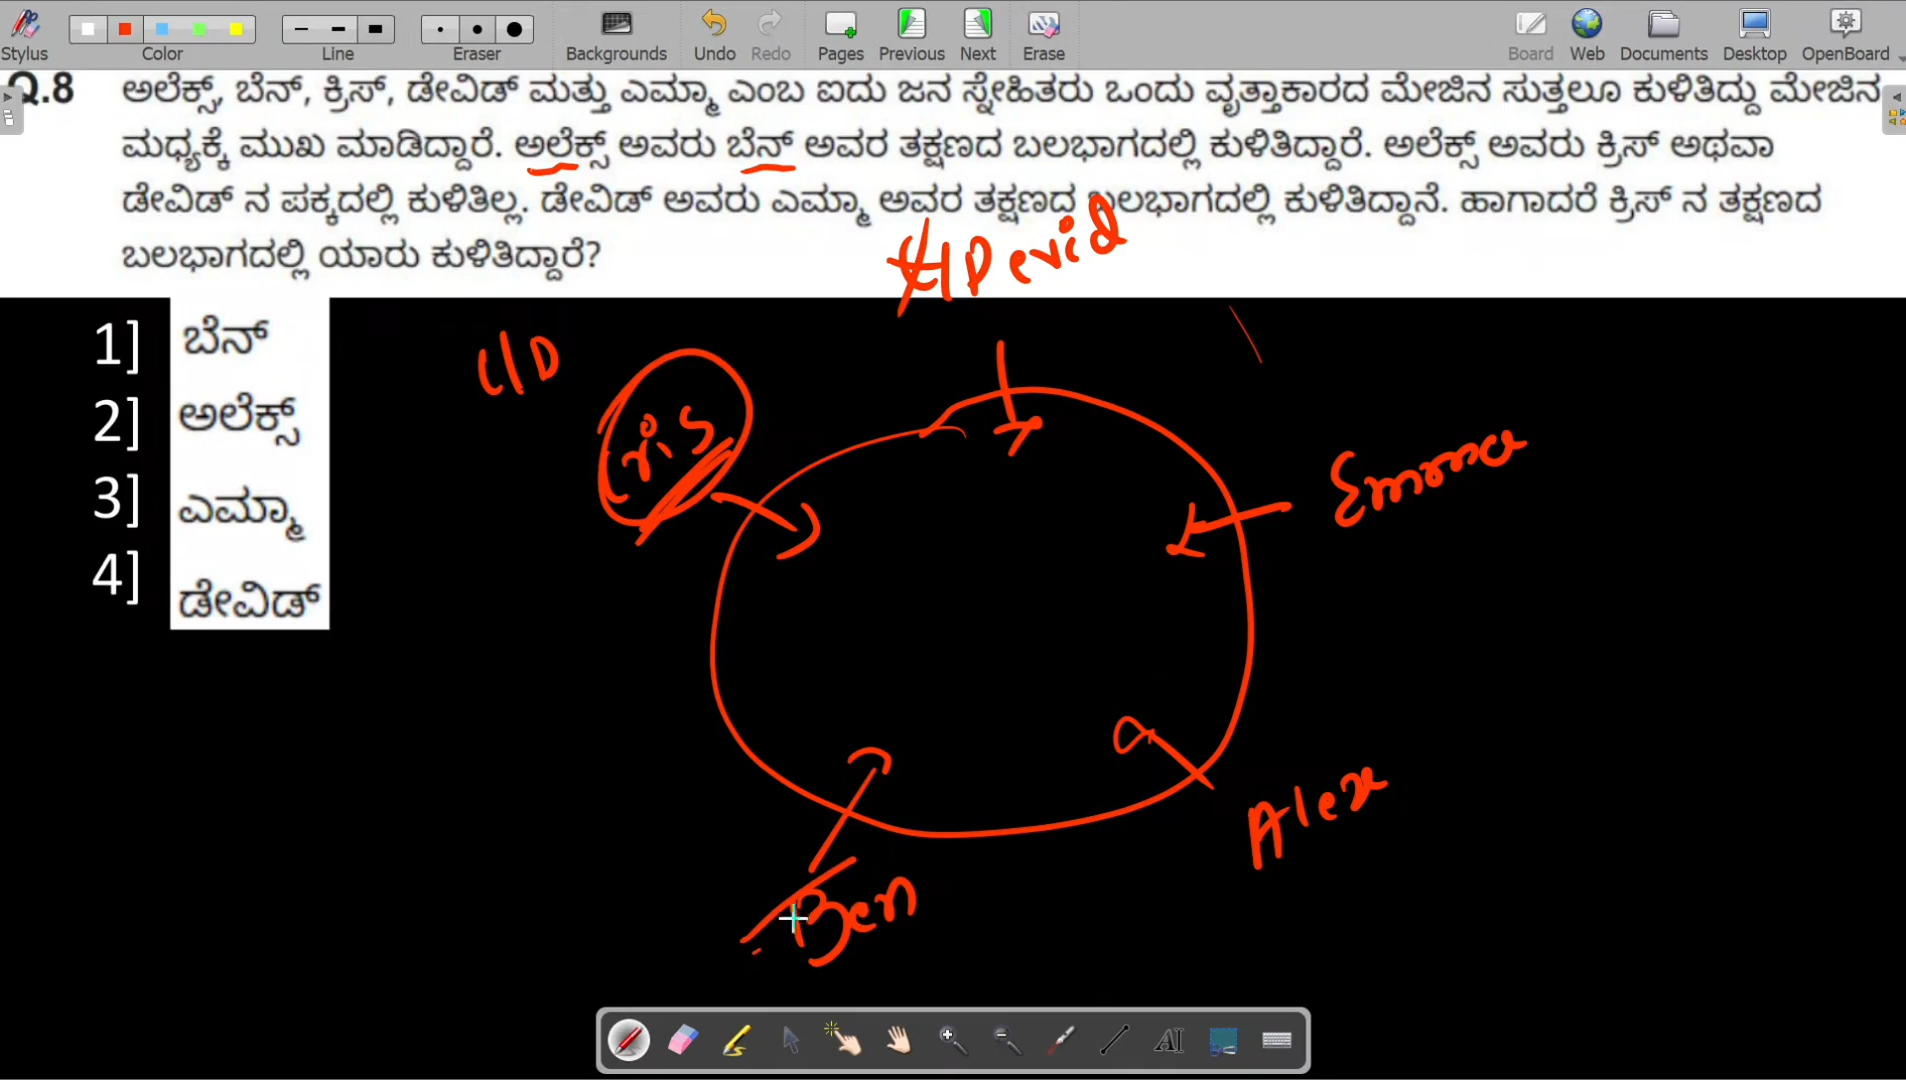 Stylus
Color
Line
Eraser
Backgrounds
Undo
Redo
Pages
Previous
Next
Erase
Board
Web
Documents
Desktop
OpenBoard
Q.8 ಅಲೆಕ್ಸ್, ಬೆನ್, ಕ್ರಿಸ್, ಡೇವಿಡ್ ಮತ್ತು ಎಮ್ಮಾ ಎಂಬ ಐದು ಜನ ಸ್ನೇಹಿತರು ಒಂದು ವೃತ್ತಾಕಾರದ ಮೇಜಿನ ಸುತ್ತಲೂ ಕುಳಿತಿದ್ದು ಮೇಜಿನ
ಮಧ್ಯಕ್ಕೆ ಮುಖ ಮಾಡಿದ್ದಾರೆ. ಅಲೆಕ್ಸ್ ಅವರು ಬೆನ್ ಅವರ ತಕ್ಷಣದ ಬಲಭಾಗದಲ್ಲಿ ಕುಳಿತಿದ್ದಾರೆ. ಅಲೆಕ್ಸ್ ಅವರು ಕ್ರಿಸ್ ಅಥವಾ
ಡೇವಿಡ್ ನ ಪಕ್ಕದಲ್ಲಿ ಕುಳಿತಿಲ್ಲ. ಡೇವಿಡ್ ಅವರು ಎಮ್ಮಾ ಅವರ ತಕ್ಷಣದ ಬಲಭಾಗದಲ್ಲಿ ಕುಳಿತಿದ್ದಾನೆ. ಹಾಗಾದರೆ ಕ್ರಿಸ್ ನ ತಕ್ಷಣದ
ಬಲಭಾಗದಲ್ಲಿ ಯಾರು ಕುಳಿತಿದ್ದಾರೆ?
Devid
1] ಬೆನ್
2] ಅಲೆಕ್ಸ್
3] ಎಮ್ಮಾ
4] ಡೇವಿಡ್
C/D
Cris
Emma
Alex
Ben